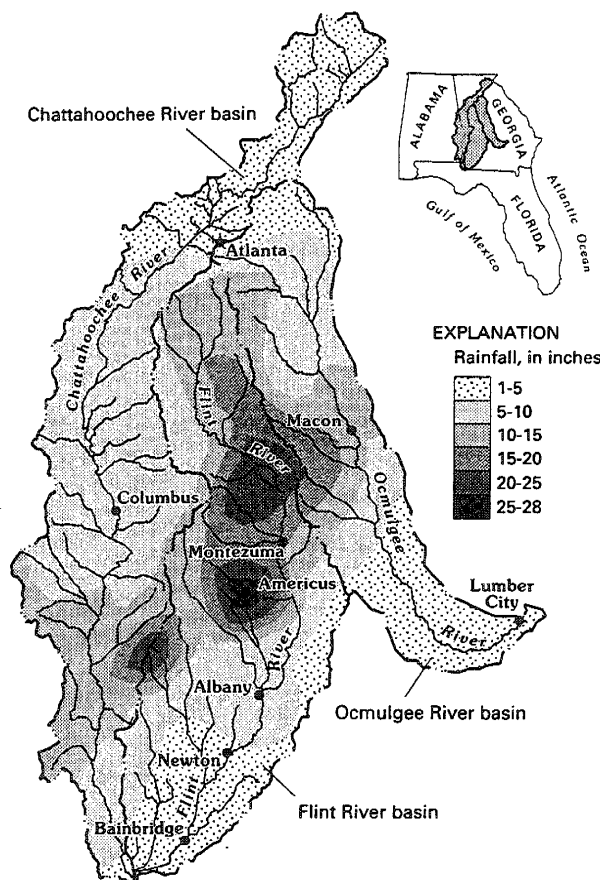 Chattahoochee River basin
ALABAMA
GEORGIA
FLORIDA
Gulf of Mexico
Atlantic Ocean
Atlanta
Chattahoochee River
EXPLANATION
Rainfall, in inches
1-5
5-10
10-15
15-20
20-25
25-28
Flint
River
Macon
Columbus
Ocmulgee
River
Montezuma
Americus
Lumber
City
River
Albany
Ocmulgee River basin
Newton
Flint
Flint River basin
Bainbridge